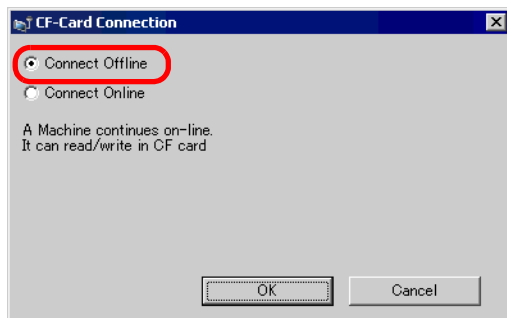 CF-Card Connection
Connect Offline
Connect Online
A Machine continues on-line.
It can read/write in CF card
OK
Cancel